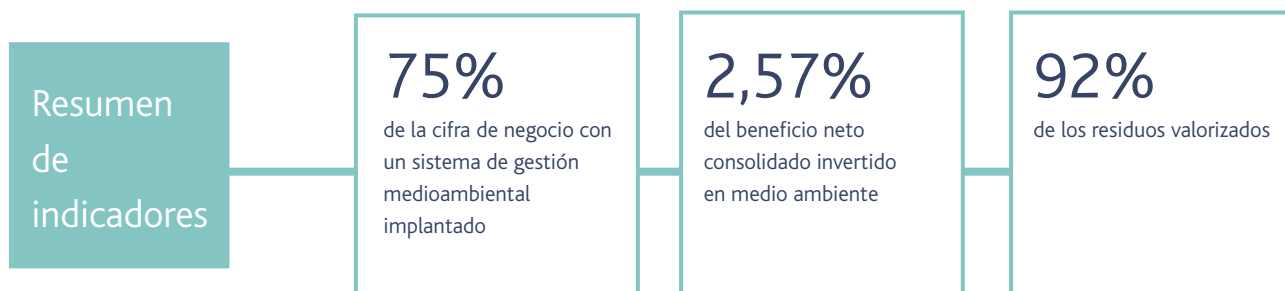 Resumen
de
indicadores
75%
de la cifra de negocio con
un sistema de gestión
medioambiental
implantado
2,57%
del beneficio neto
consolidado invertido
en medio ambiente
92%
de los residuos valorizados